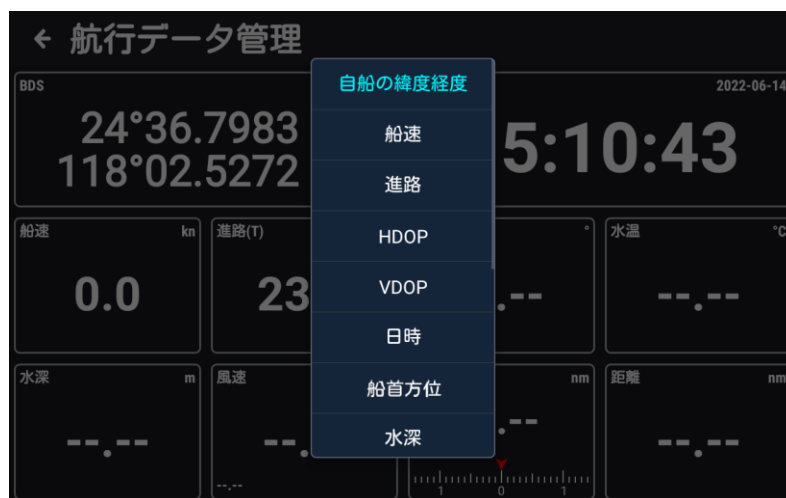 ← 航行データ管理
BDS
24°36.7983
118°02.5272
2022-06-14
5:10:43
自船の緯度経度
船速
進路
HDOP
VDOP
日時
船首方位
水深
船速 kn
0.0
進路(T)
23
°
.--
水温 °C
--.--
水深 m
--.--
風速
--.
--.--
nm
.--
1 0 1
距離 nm
--.--